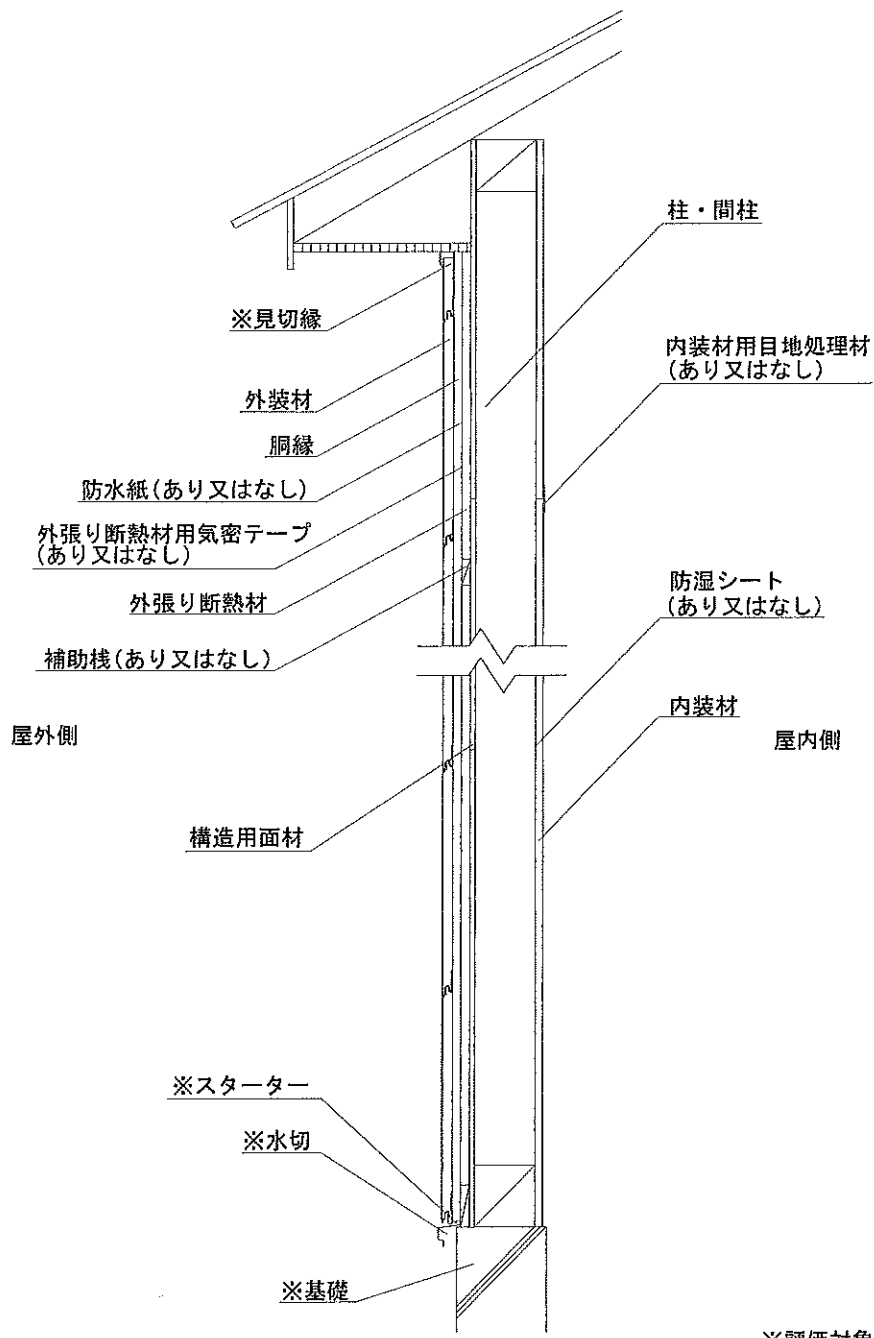 柱・間柱
※見切縁
内装材用目地処理材
(あり又はなし)
外装材
胴縁
防水紙(あり又はなし)
外張り断熱材用気密テープ
(あり又はなし)
防湿シート
(あり又はなし)
外張り断熱材
補助桟(あり又はなし)
内装材
屋外側
屋内側
構造用面材
※スターター
※水切
※基礎
※評価対象